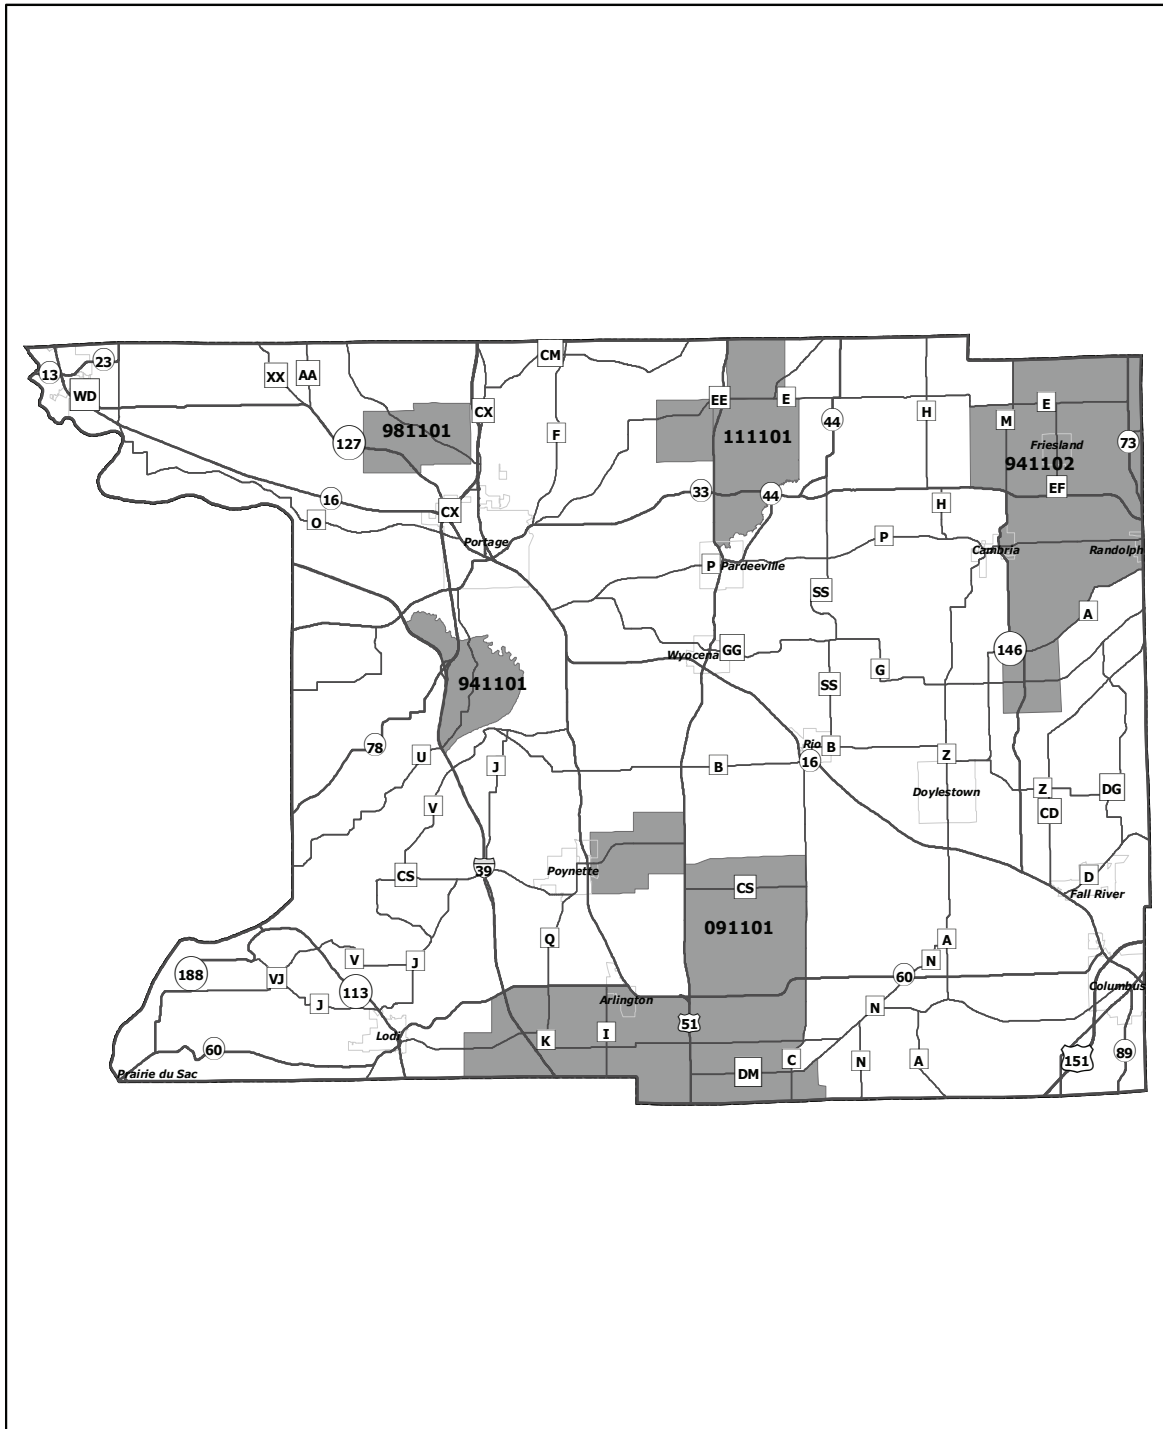 CM
23
13
XX
AA
WD
EE
E
E
CX
H
M
44
981101
F
111101
127
Friesland
73
941102
EF
33
44
16
H
CX
O
P
Portage
Cambria
Randolph
P
Pardeeville
SS
A
146
Wyocena
GG
G
941101
SS
78
Rio
B
U
Z
16
J
B
Doylestown
Z
DG
V
CD
39
Poynette
CS
D
CS
Fall River
091101
Q
A
V
J
N
188
60
VJ
Columbus
113
Arlington
J
N
51
I
Lodi
K
60
89
C
N
A
151
DM
Prairie du Sac